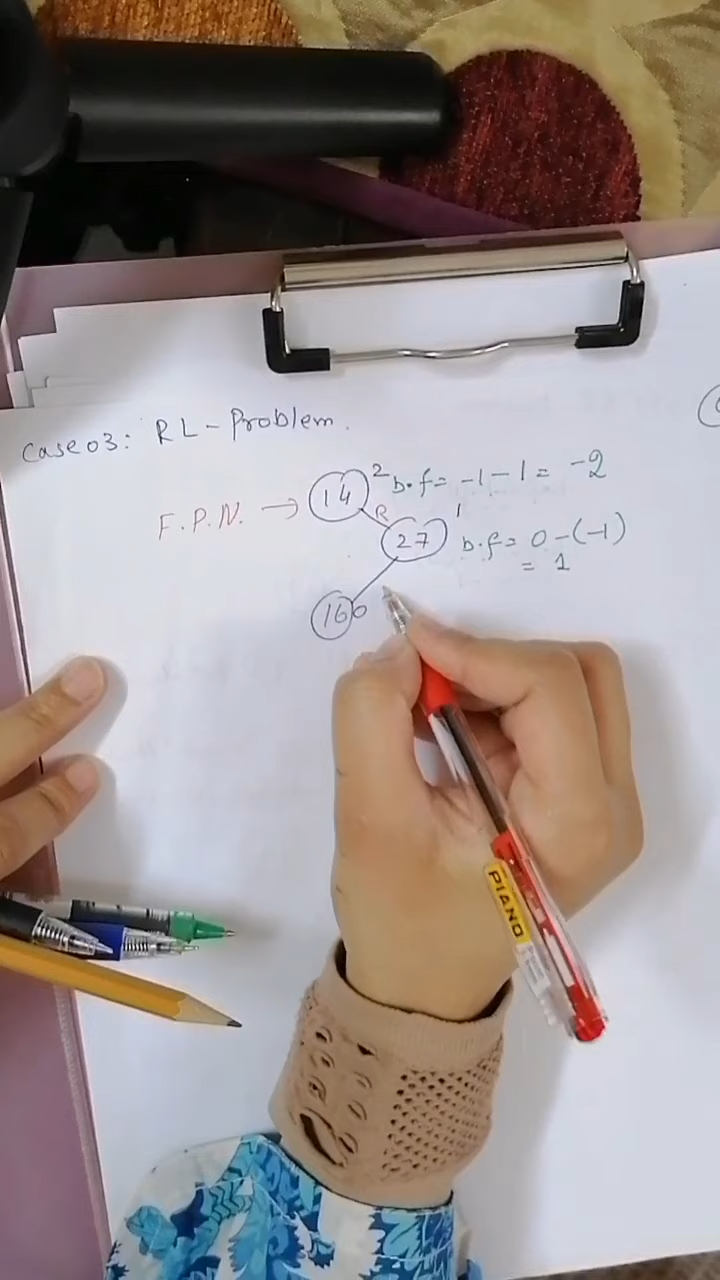 Case 03: RL-Problem.
F.P.N. → 14 2 b.f = -1 - 1 = -2
R
27 1 b.f = 0 - (-1)
= 1
16 0
PIANO